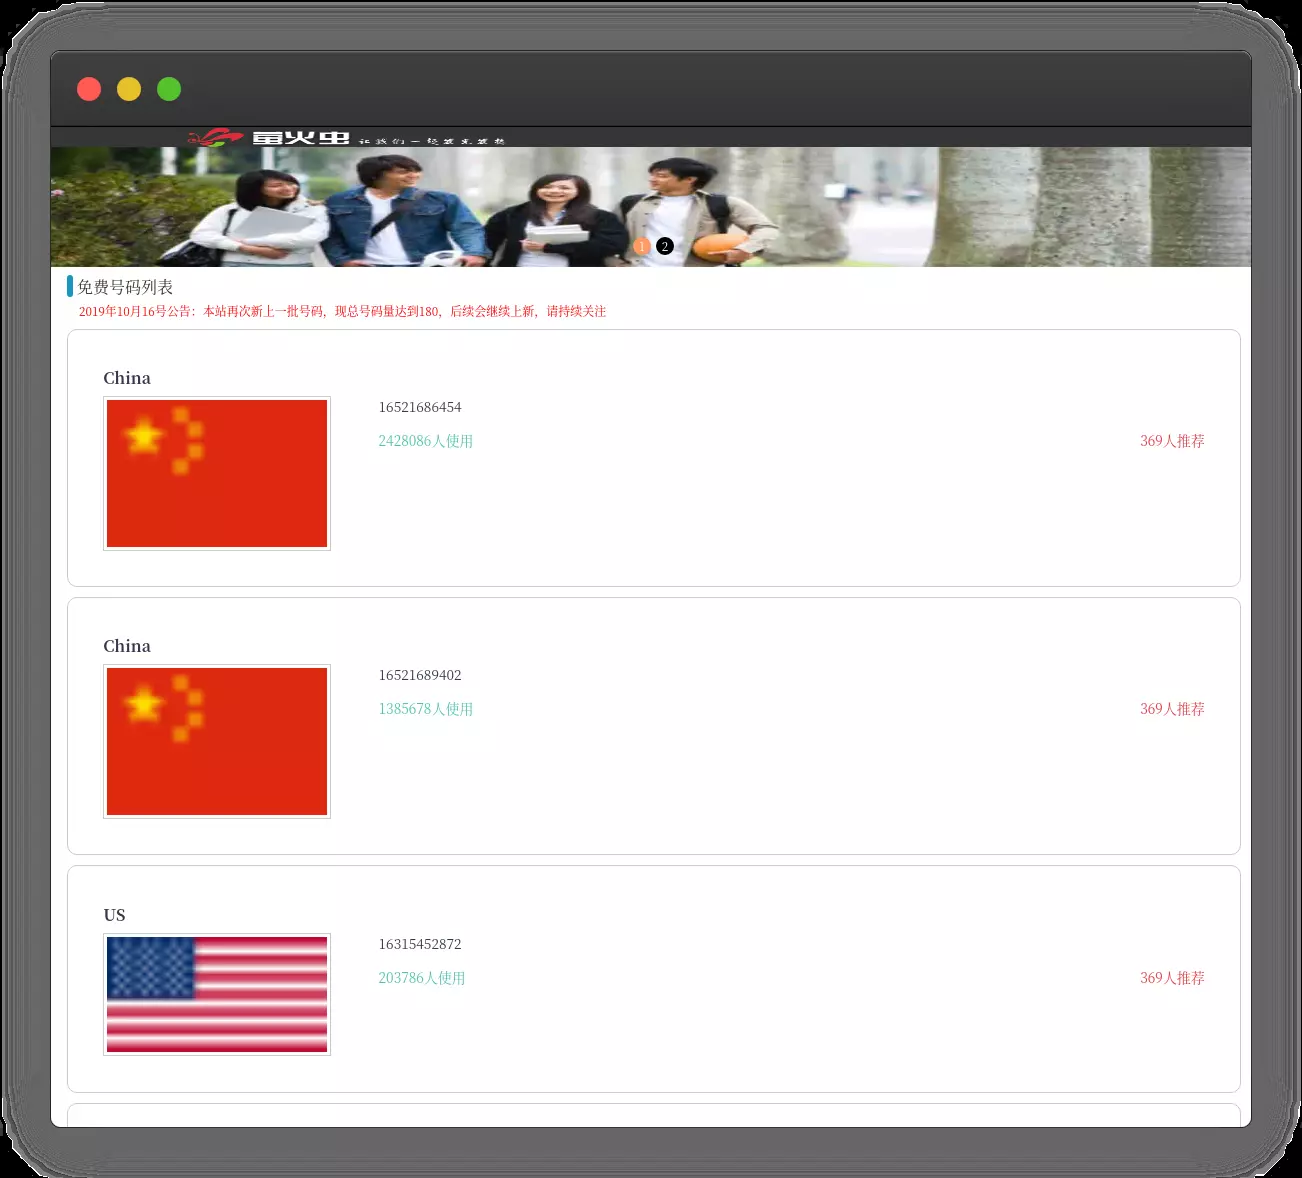 萤火虫
1 2
免费号码列表
2019年10月16号公告：本站再次新上一批号码，现总号码量达到180，后续会继续上新，请持续关注
China
16521686454
2428086人使用 369人推荐
China
16521689402
1385678人使用 369人推荐
US
16315452872
203786人使用 369人推荐